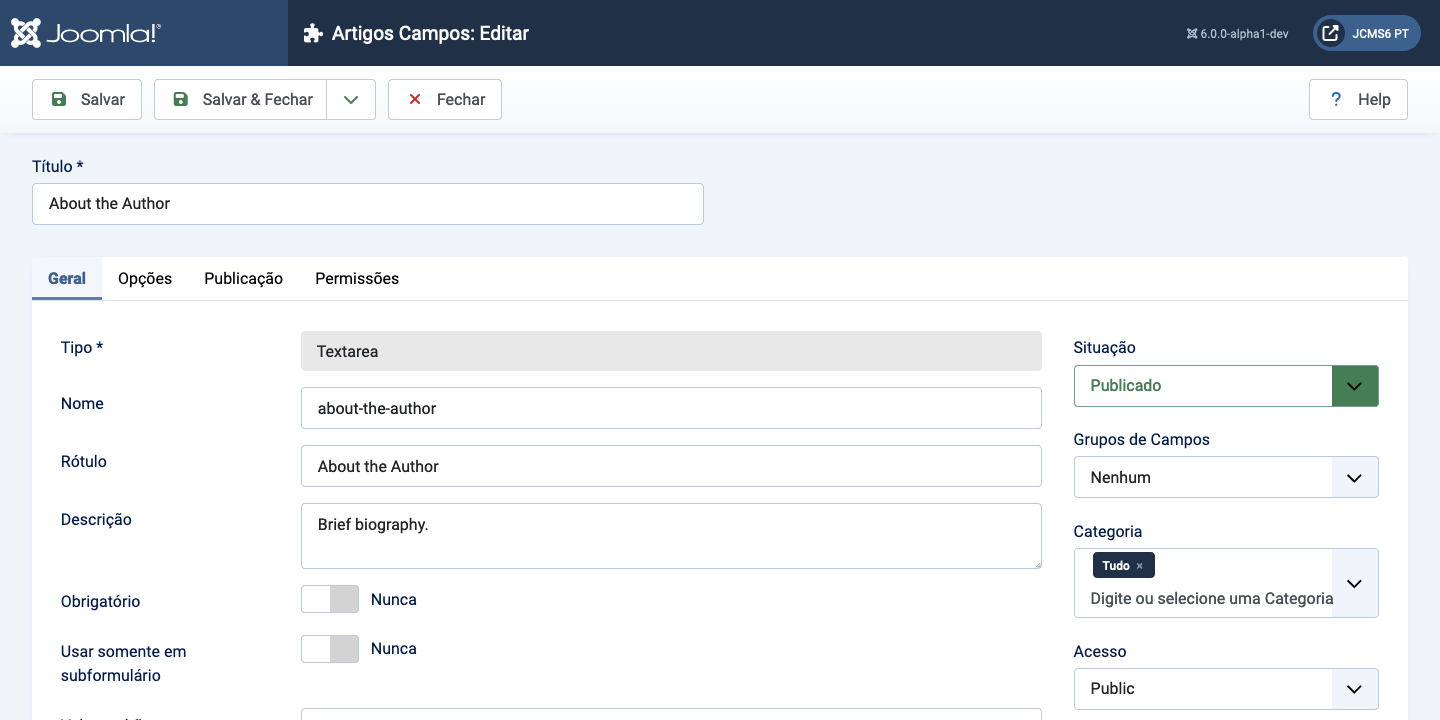 Joomla!®
Artigos Campos: Editar
6.0.0-alpha1-dev
JCMS6 PT
Salvar
Salvar & Fechar
Fechar
? Help
Título *
About the Author
Geral Opções Publicação Permissões
Tipo *
Textarea
Nome
about-the-author
Rótulo
About the Author
Descrição
Brief biography.
Obrigatório
Nunca
Usar somente em
subformulário
Nunca
Situação
Publicado
Grupos de Campos
Nenhum
Categoria
Tudo ×
Digite ou selecione uma Categoria
Acesso
Public